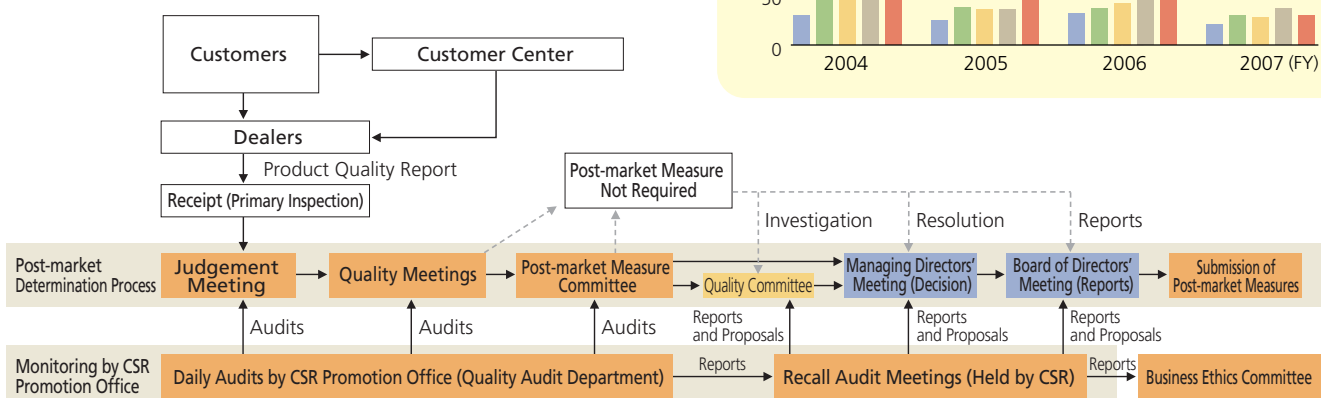 50
0
2004
2005
2006
2007 (FY)
Customers
Customer Center
Dealers
Product Quality Report
Receipt (Primary Inspection)
Post-market Measure
Not Required
Investigation
Resolution
Reports
Post-market
Determination Process
Judgement
Meeting
Quality Meetings
Post-market Measure
Committee
Quality Committee
Managing Directors'
Meeting (Decision)
Board of Directors'
Meeting (Reports)
Submission of
Post-market Measures
Audits
Audits
Audits
Reports
and Proposals
Reports
and Proposals
Reports
and Proposals
Monitoring by CSR
Promotion Office
Daily Audits by CSR Promotion Office (Quality Audit Department)
Reports
Recall Audit Meetings (Held by CSR)
Reports
Business Ethics Committee